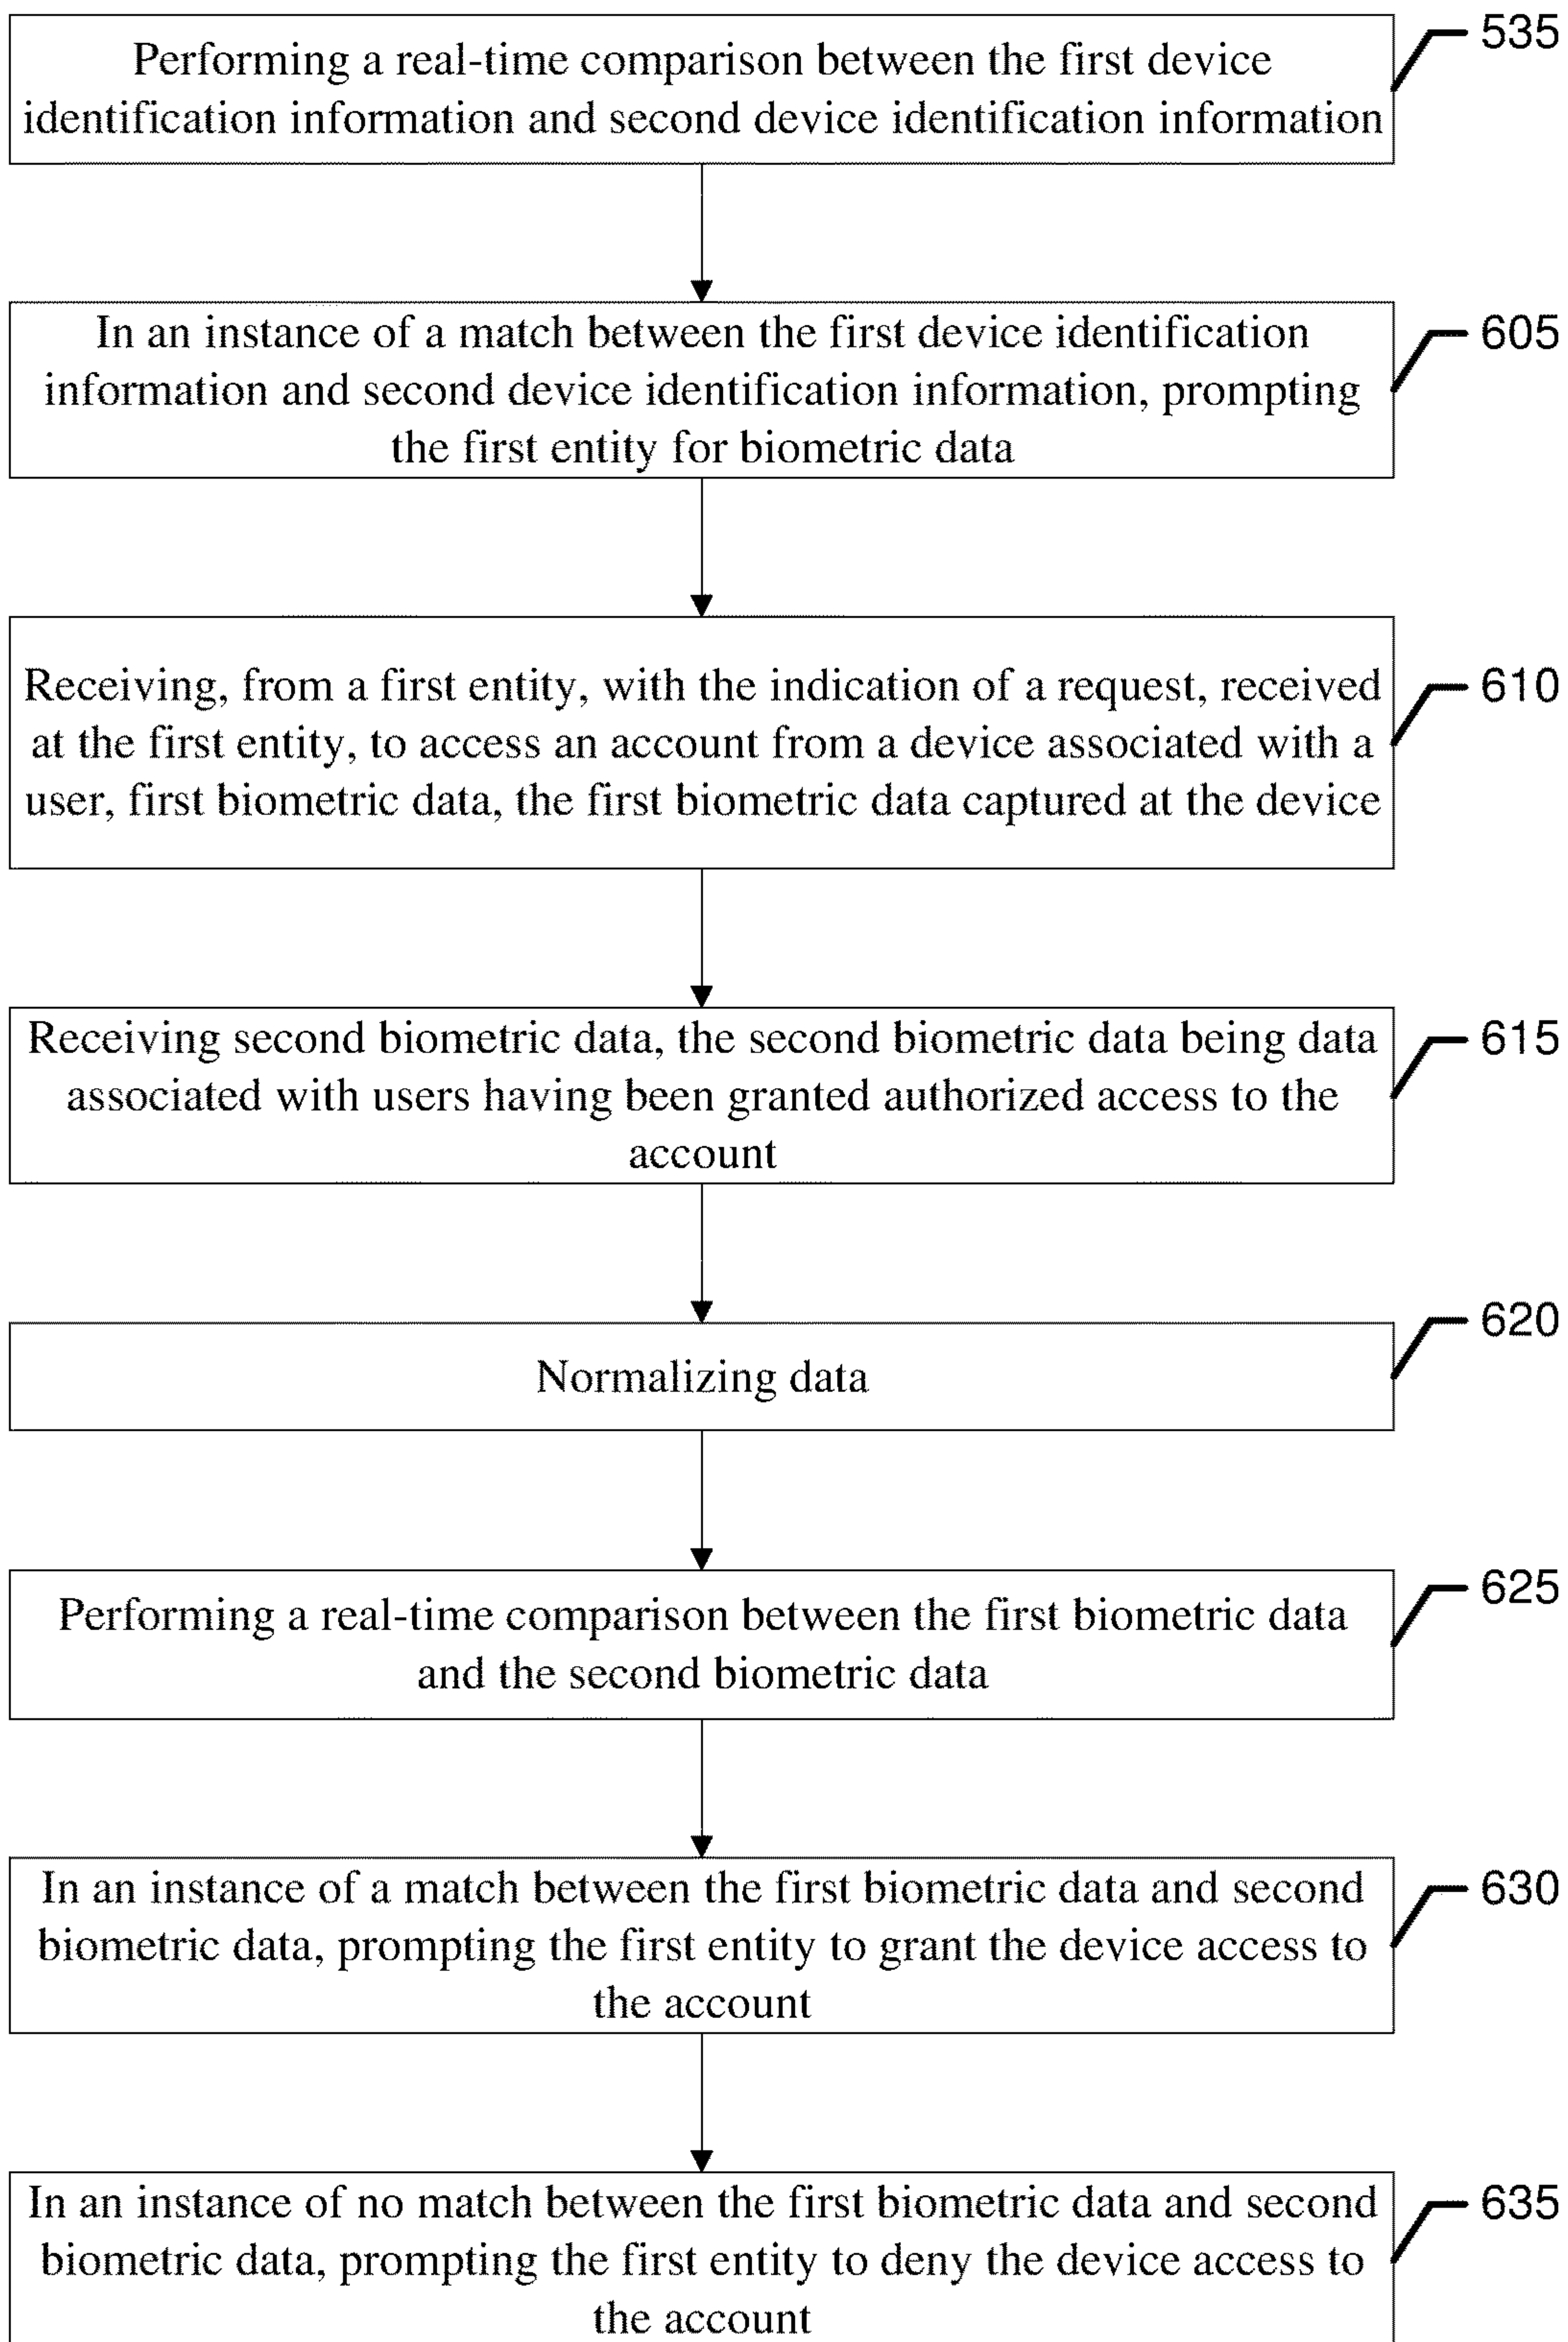 Performing a real-time comparison between the first device
identification information and second device identification information
535
In an instance of a match between the first device identification
information and second device identification information, prompting
the first entity for biometric data
605
Receiving, from a first entity, with the indication of a request, received
at the first entity, to access an account from a device associated with a
user, first biometric data, the first biometric data captured at the device
610
Receiving second biometric data, the second biometric data being data
associated with users having been granted authorized access to the
account
615
Normalizing data
620
Performing a real-time comparison between the first biometric data
and the second biometric data
625
In an instance of a match between the first biometric data and second
biometric data, prompting the first entity to grant the device access to
the account
630
In an instance of no match between the first biometric data and second
biometric data, prompting the first entity to deny the device access to
the account
635